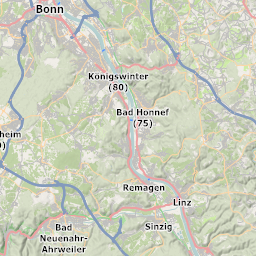 Bonn
Königswinter
(80)
Bad Honnef
(75)
heim
Remagen
Linz
Bad
Neuenahr-
Ahrweiler
Sinzig